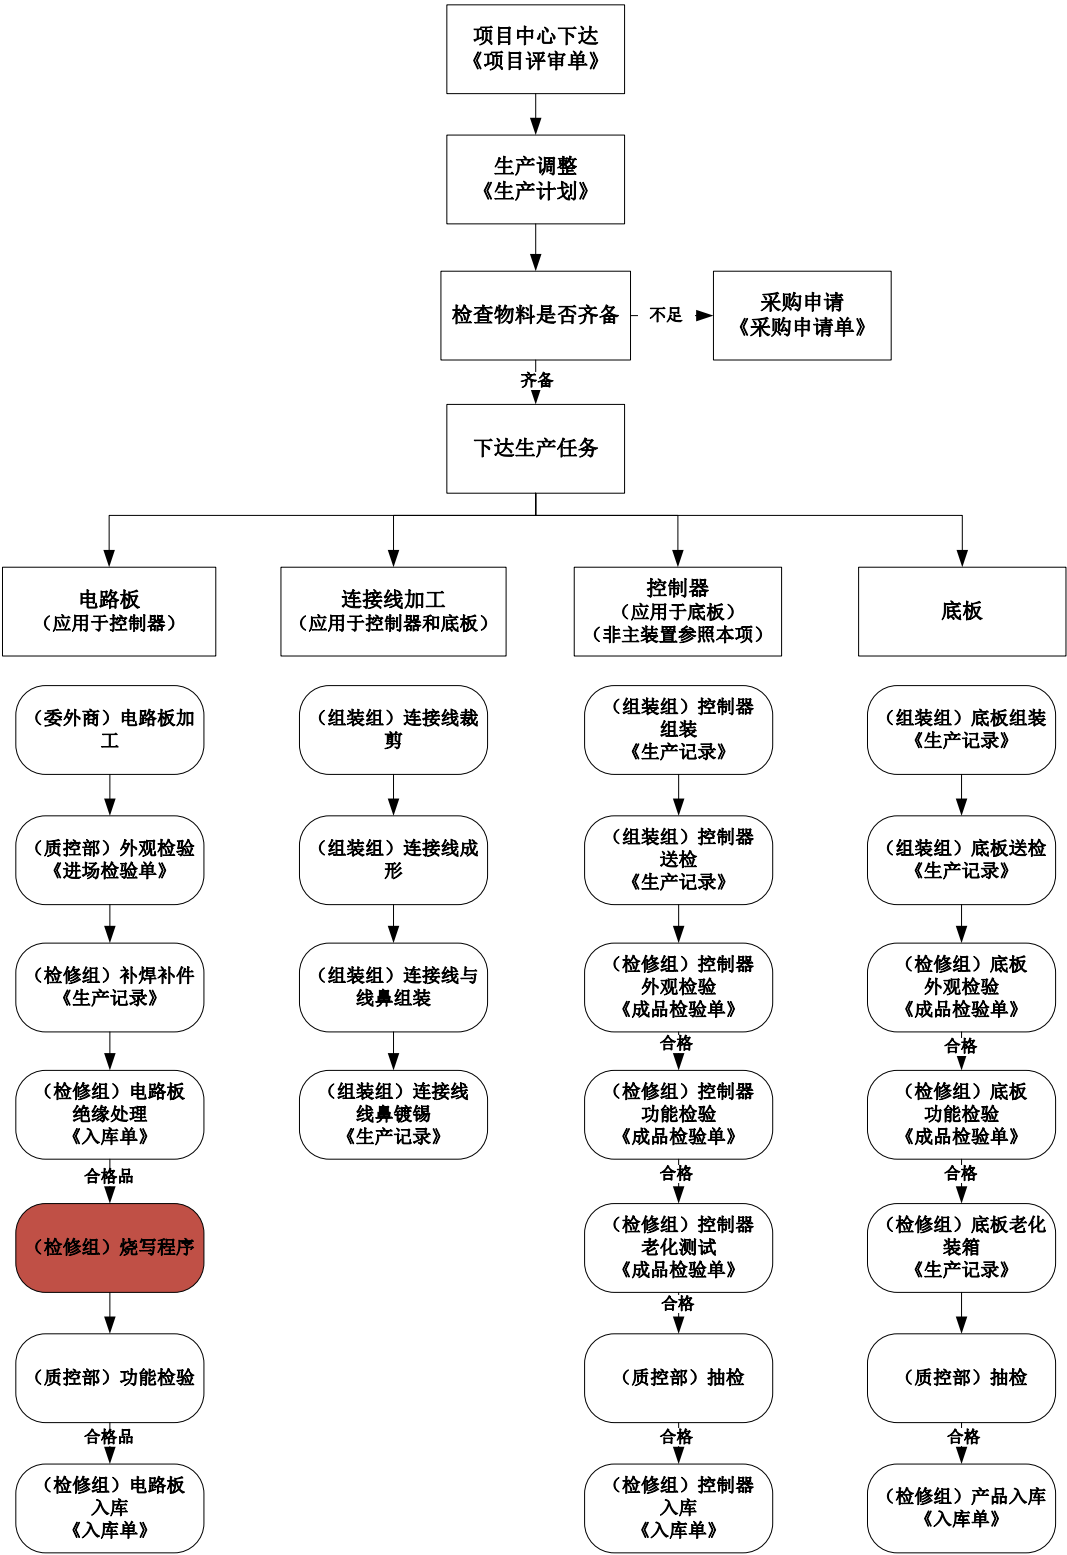 项目中心下达
《项目评审单》
生产调整
《生产计划》
检查物料是否齐备
不足
采购申请
《采购申请单》
齐备
下达生产任务
电路板
（应用于控制器）
连接线加工
（应用于控制器和底板）
控制器
（应用于底板）
（非主装置参照本项）
底板
（委外商）电路板加
工
（质控部）外观检验
《进场检验单》
（检修组）补焊补件
《生产记录》
（检修组）电路板
绝缘处理
《入库单》
合格品
（检修组）烧写程序
（质控部）功能检验
合格品
（检修组）电路板
入库
《入库单》
（组装组）连接线裁
剪
（组装组）连接线成
形
（组装组）连接线与
线鼻组装
（组装组）连接线
线鼻镀锡
《生产记录》
（组装组）控制器
组装
《生产记录》
（组装组）控制器
送检
《生产记录》
（检修组）控制器
外观检验
《成品检验单》
合格
（检修组）控制器
功能检验
《成品检验单》
合格
（检修组）控制器
老化测试
《成品检验单》
合格
（质控部）抽检
合格
（检修组）控制器
入库
《入库单》
（组装组）底板组装
《生产记录》
（组装组）底板送检
《生产记录》
（检修组）底板
外观检验
《成品检验单》
合格
（检修组）底板
功能检验
《成品检验单》
合格
（检修组）底板老化
装箱
《生产记录》
（质控部）抽检
合格
（检修组）产品入库
《入库单》